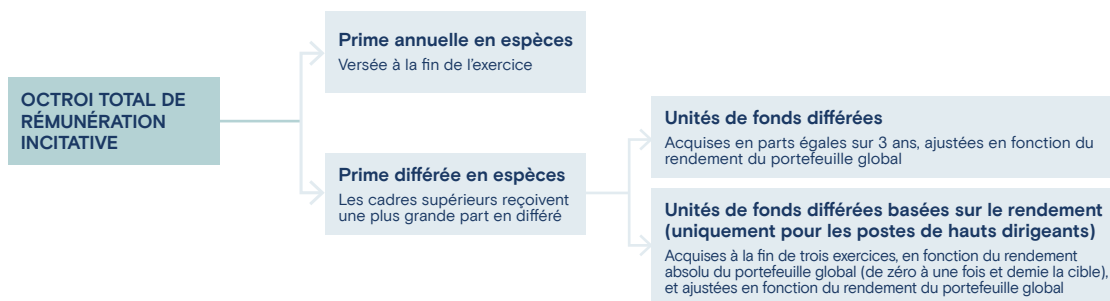 OCTROI TOTAL DE
RÉMUNÉRATION
INCITATIVE
Prime annuelle en espèces
Versée à la fin de l’exercice
Prime différée en espèces
Les cadres supérieurs reçoivent
une plus grande part en différé
Unités de fonds différées
Acquises en parts égales sur 3 ans, ajustées en fonction du
rendement du portefeuille global
Unités de fonds différées basées sur le rendement
(uniquement pour les postes de hauts dirigeants)
Acquises à la fin de trois exercices, en fonction du rendement
absolu du portefeuille global (de zéro à une fois et demie la cible),
et ajustées en fonction du rendement du portefeuille global